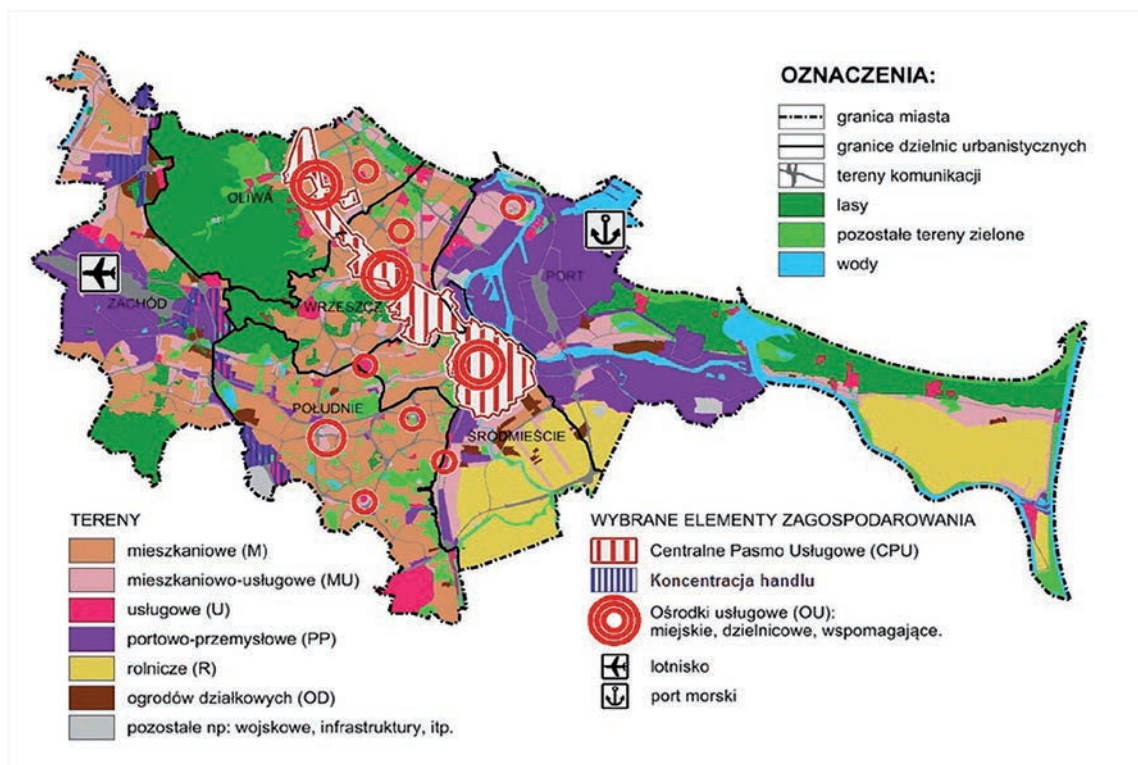 OZNACZENIA:
granica miasta
granice dzielnic urbanistycznych
tereny komunikacji
lasy
pozostałe tereny zielone
wody
OLIWA
PORT
ZACHÓD
WRZESZCZ
POŁUDNIE
ŚRÓDMIEŚCIE
TERENY
mieszkaniowe (M)
mieszkaniowo-usługowe (MU)
usługowe (U)
portowo-przemysłowe (PP)
rolnicze (R)
ogrodów działkowych (OD)
pozostałe np: wojskowe, infrastruktury, itp.
WYBRANE ELEMENTY ZAGOSPODAROWANIA
Centralne Pasmo Usługowe (CPU)
Koncentracja handlu
Ośrodki usługowe (OU):
miejskie, dzielnicowe, wspomagające.
lotnisko
port morski